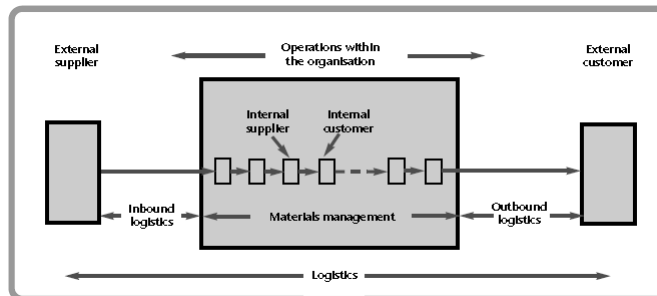 External
supplier
Operations within
the organisation
External
customer
Internal
supplier
Internal
customer
Inbound
logistics
Materials management
Outbound
logistics
Logistics